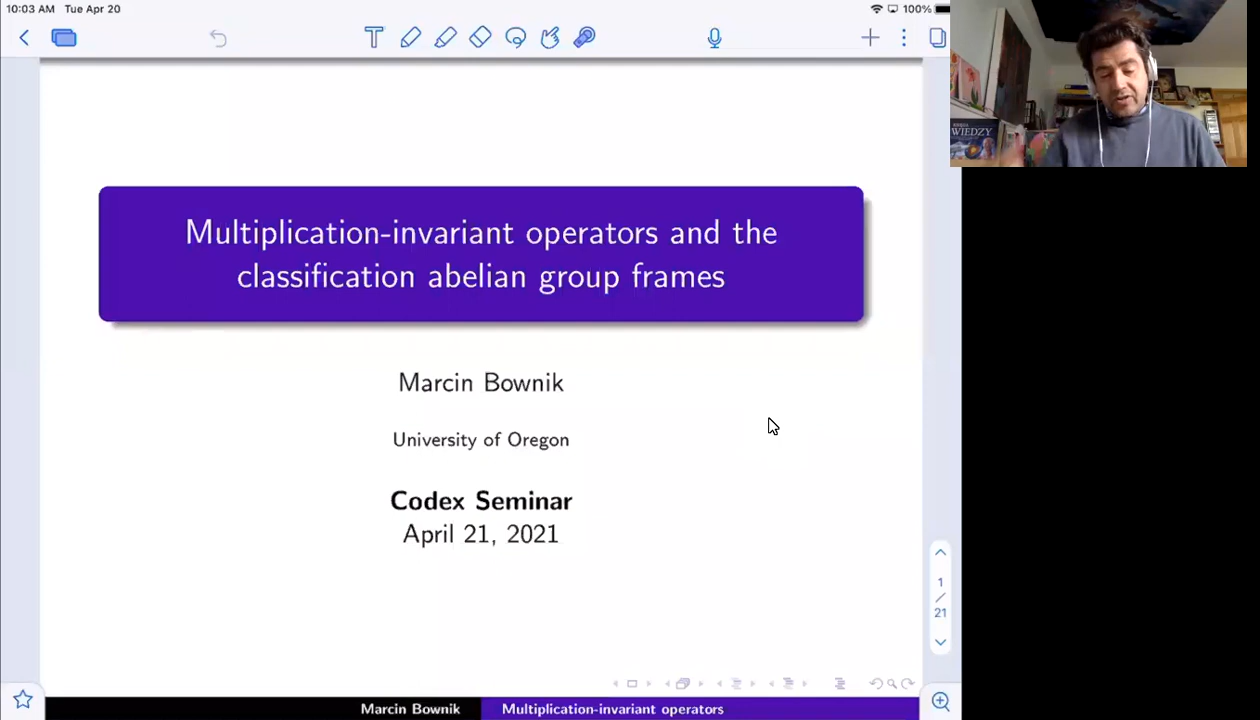 10:03 AM Tue Apr 20
100%
Multiplication-invariant operators and the
classification abelian group frames
Marcin Bownik
University of Oregon
Codex Seminar
April 21, 2021
1
/
21
Marcin Bownik
Multiplication-invariant operators
WIEDZY